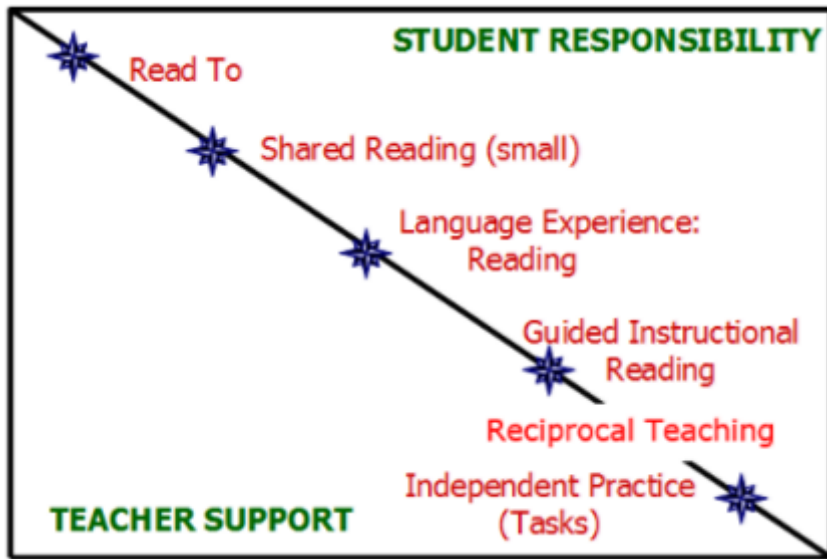 STUDENT RESPONSIBILITY
Read To
Shared Reading (small)
Language Experience:
Reading
Guided Instructional
Reading
Reciprocal Teaching
Independent Practice
(Tasks)
TEACHER SUPPORT